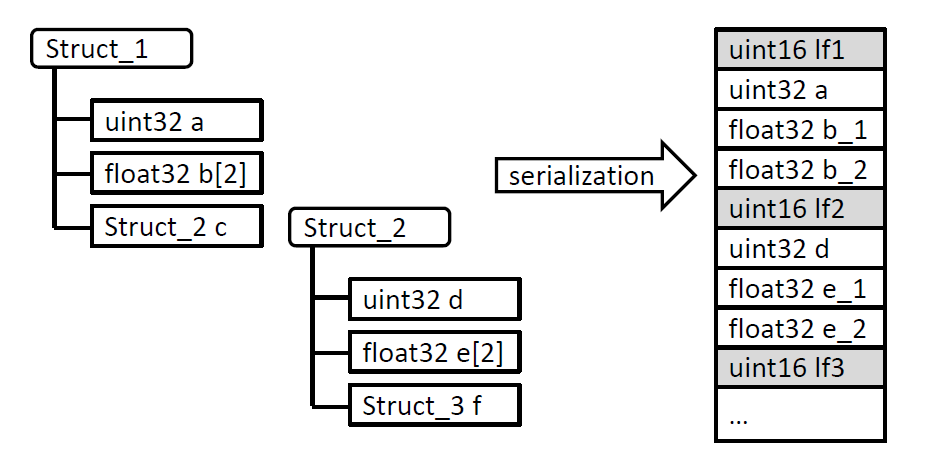 Struct_1
uint32 a
float32 b[2]
Struct_2 c
Struct_2
uint32 d
float32 e[2]
Struct_3 f
serialization
uint16 lf1
uint32 a
float32 b_1
float32 b_2
uint16 lf2
uint32 d
float32 e_1
float32 e_2
uint16 lf3
...